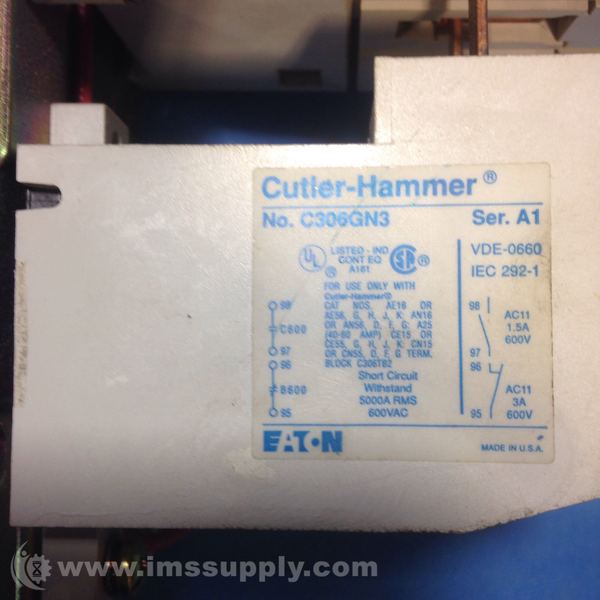 Cutler-Hammer ®
No. C306GN3 Ser. A1
UL ® LISTED - IND
CONT EQ
A161
SA ®
VDE-0660
IEC 292-1
FOR USE ONLY WITH
Cutler-Hammer®
CAT NOS. AE16 OR
AE56, G, H, J, K: AN16
OR AN56, D, F, G: A25
(40-60 AMP) CE15 OR
CE55, G, H, J, K: CN15
OR CN55, D, F, G TERM.
BLOCK C306TB2
Short Circuit
Withstand
5000A RMS
600VAC
98
C600
97
96
B600
95
98
AC11
1.5A
600V
97
96
AC11
3A
95 600V
EATON
MADE IN U.S.A.
© www.imssupply.com